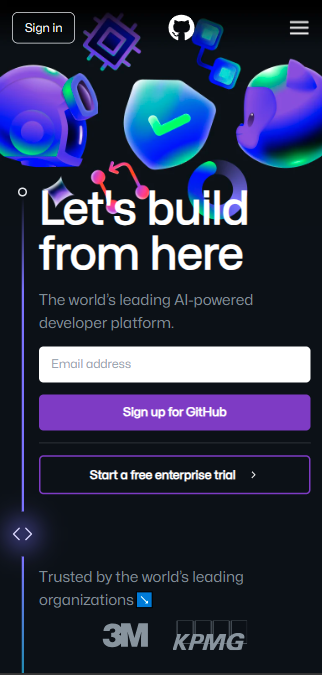 Sign in
Let's build
from here
The world's leading AI-powered
developer platform.
Email address
Sign up for GitHub
Start a free enterprise trial
Trusted by the world's leading
organizations ↘
3M
KPMG